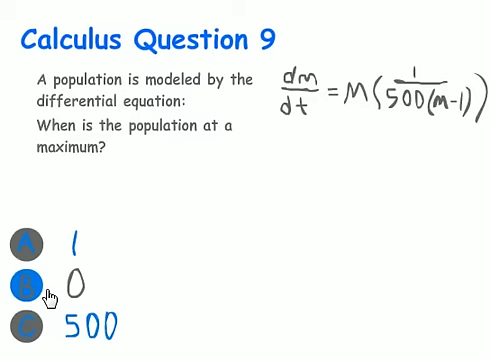 Calculus Question 9
A population is modeled by the
differential equation:
When is the population at a
maximum?
dm/dt = M(1/500(m-1))
A 1
B 0
C 500